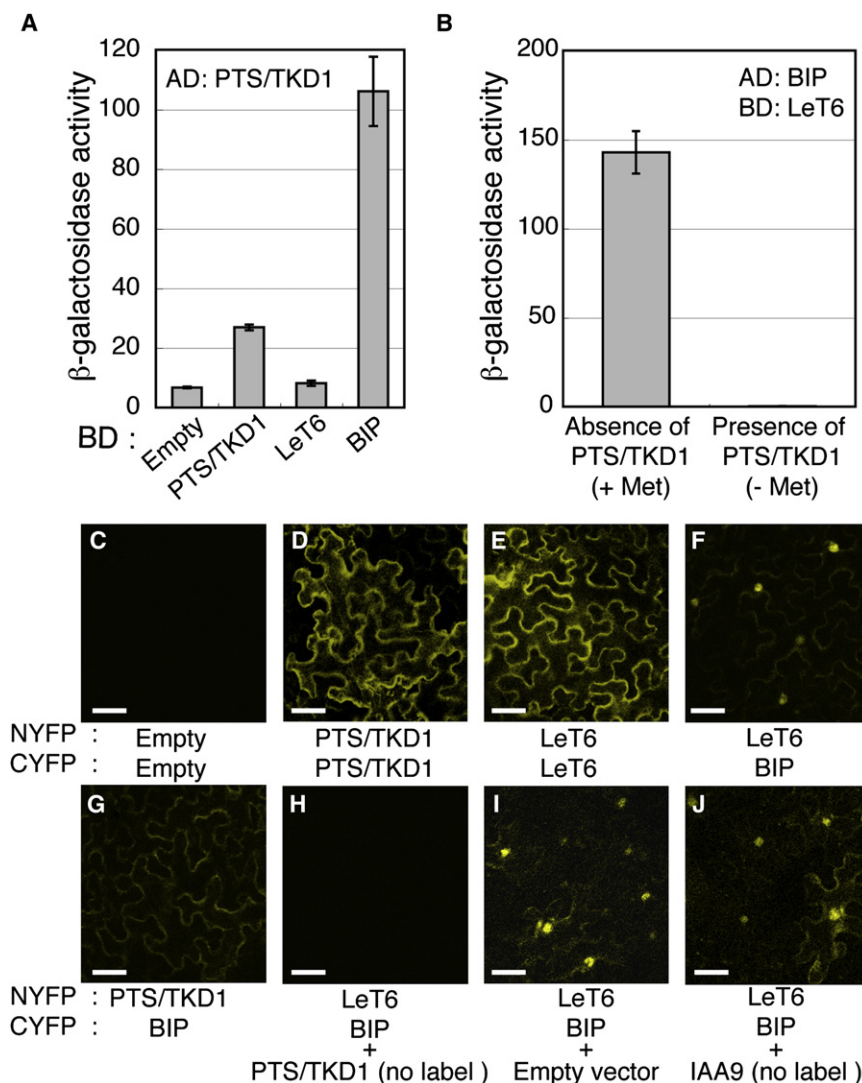 A
β-galactosidase activity
120
100
80
60
40
20
0
AD: PTS/TKD1
BD :
Empty
PTS/TKD1
LeT6
BIP
B
β-galactosidase activity
200
150
100
50
0
AD: BIP
BD: LeT6
Absence of
PTS/TKD1
(+ Met)
Presence of
PTS/TKD1
(- Met)
C
D
E
F
NYFP : Empty PTS/TKD1 LeT6 LeT6
CYFP : Empty PTS/TKD1 LeT6 BIP
G
H
I
J
NYFP : PTS/TKD1 LeT6 LeT6 LeT6
CYFP : BIP BIP BIP BIP
+ + +
PTS/TKD1 (no label ) Empty vector IAA9 (no label )